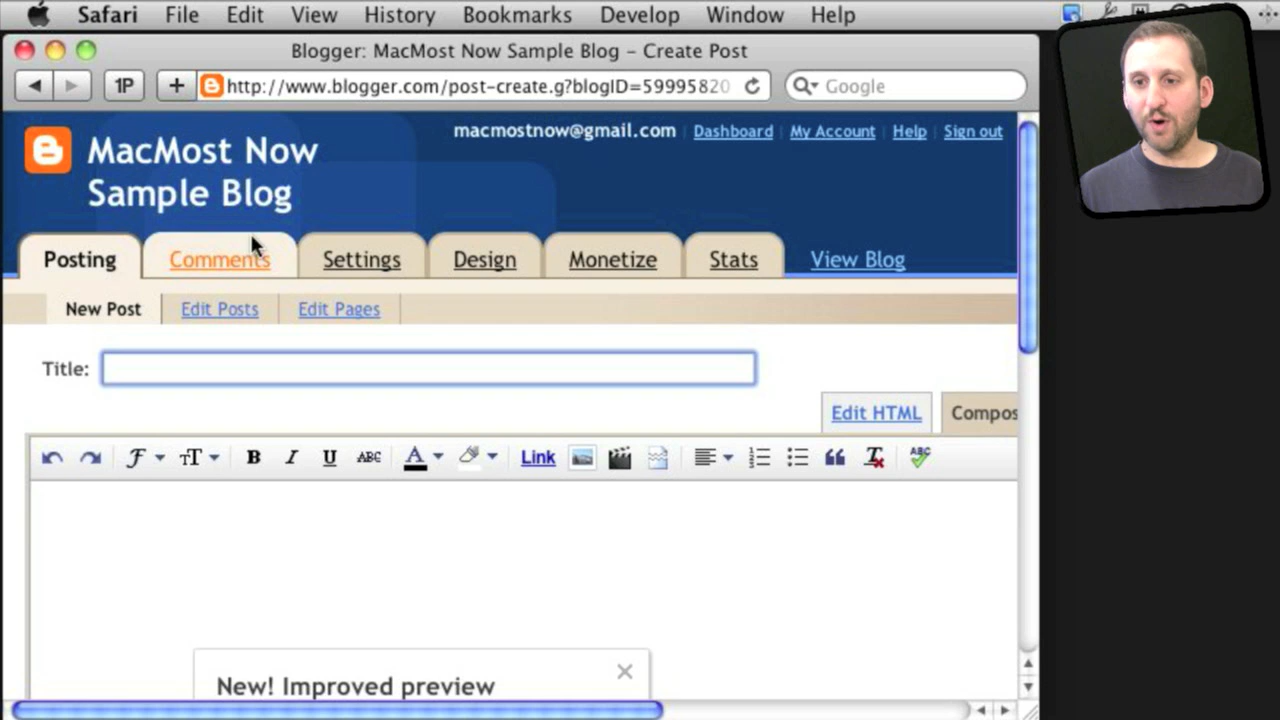 Safari File Edit View History Bookmarks Develop Window Help
Blogger: MacMost Now Sample Blog – Create Post
1P + http://www.blogger.com/post-create.g?blogID=59995820 Google
macmostnow@gmail.com Dashboard My Account Help Sign out
MacMost Now
Sample Blog
Posting Comments Settings Design Monetize Stats View Blog
New Post Edit Posts Edit Pages
Title:
Edit HTML Compos
F TT B I U ABC A Link ABC
New! Improved preview